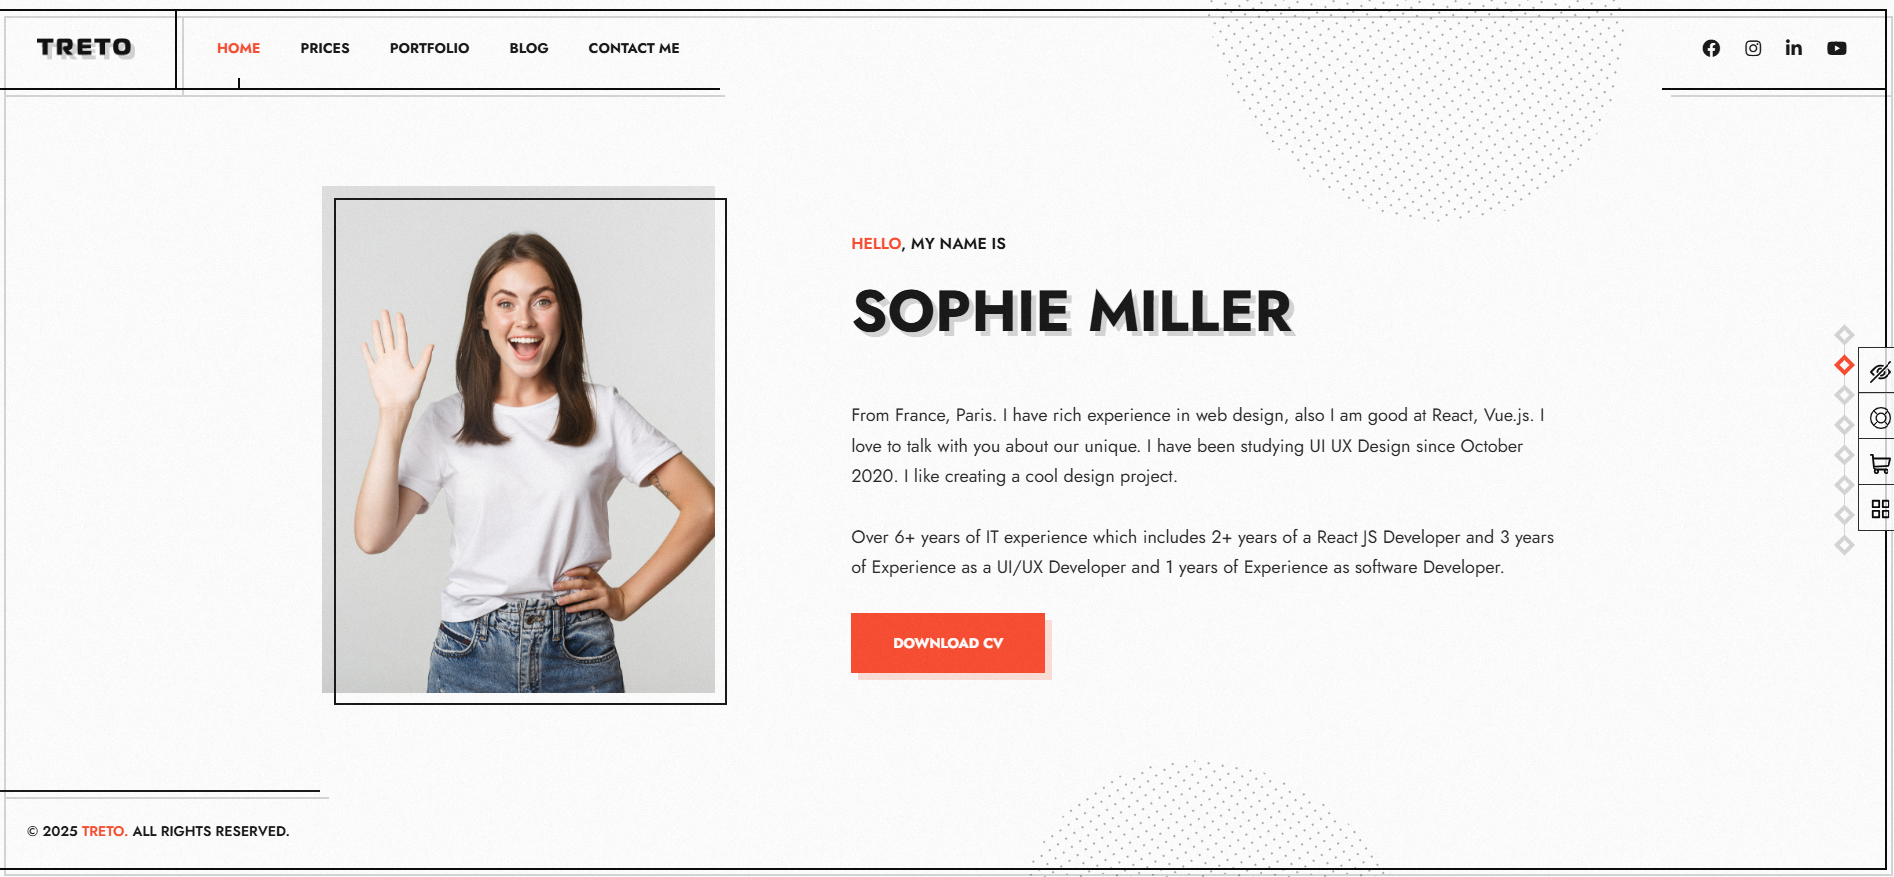 TRETO
HOME PRICES PORTFOLIO BLOG CONTACT ME
HELLO, MY NAME IS
SOPHIE MILLER
From France, Paris. I have rich experience in web design, also I am good at React, Vue.js. I
love to talk with you about our unique. I have been studying UI UX Design since October
2020. I like creating a cool design project.
Over 6+ years of IT experience which includes 2+ years of a React JS Developer and 3 years
of Experience as a UI/UX Developer and 1 years of Experience as software Developer.
DOWNLOAD CV
© 2025 TRETO. ALL RIGHTS RESERVED.